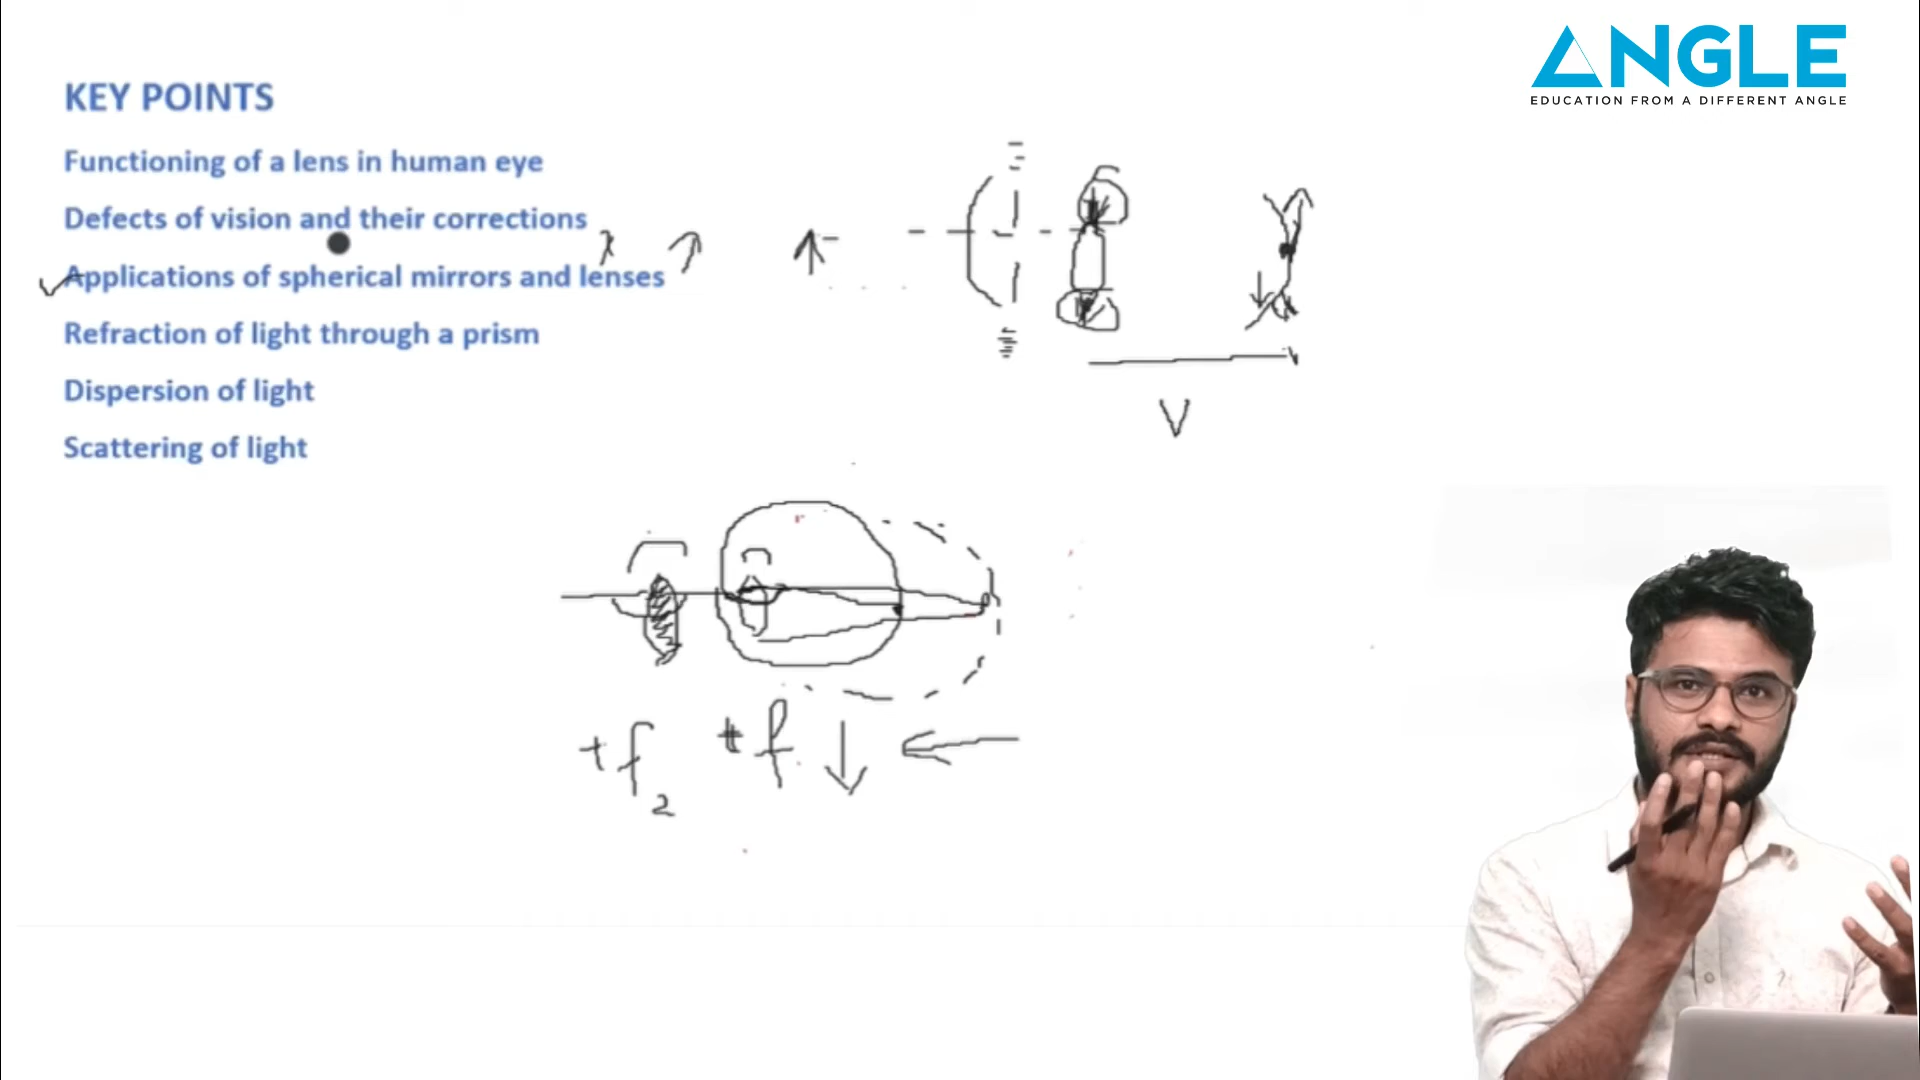 ANGLE
EDUCATION FROM A DIFFERENT ANGLE
KEY POINTS
Functioning of a lens in human eye
Defects of vision and their corrections
Applications of spherical mirrors and lenses
Refraction of light through a prism
Dispersion of light
Scattering of light
V
+f2 +f